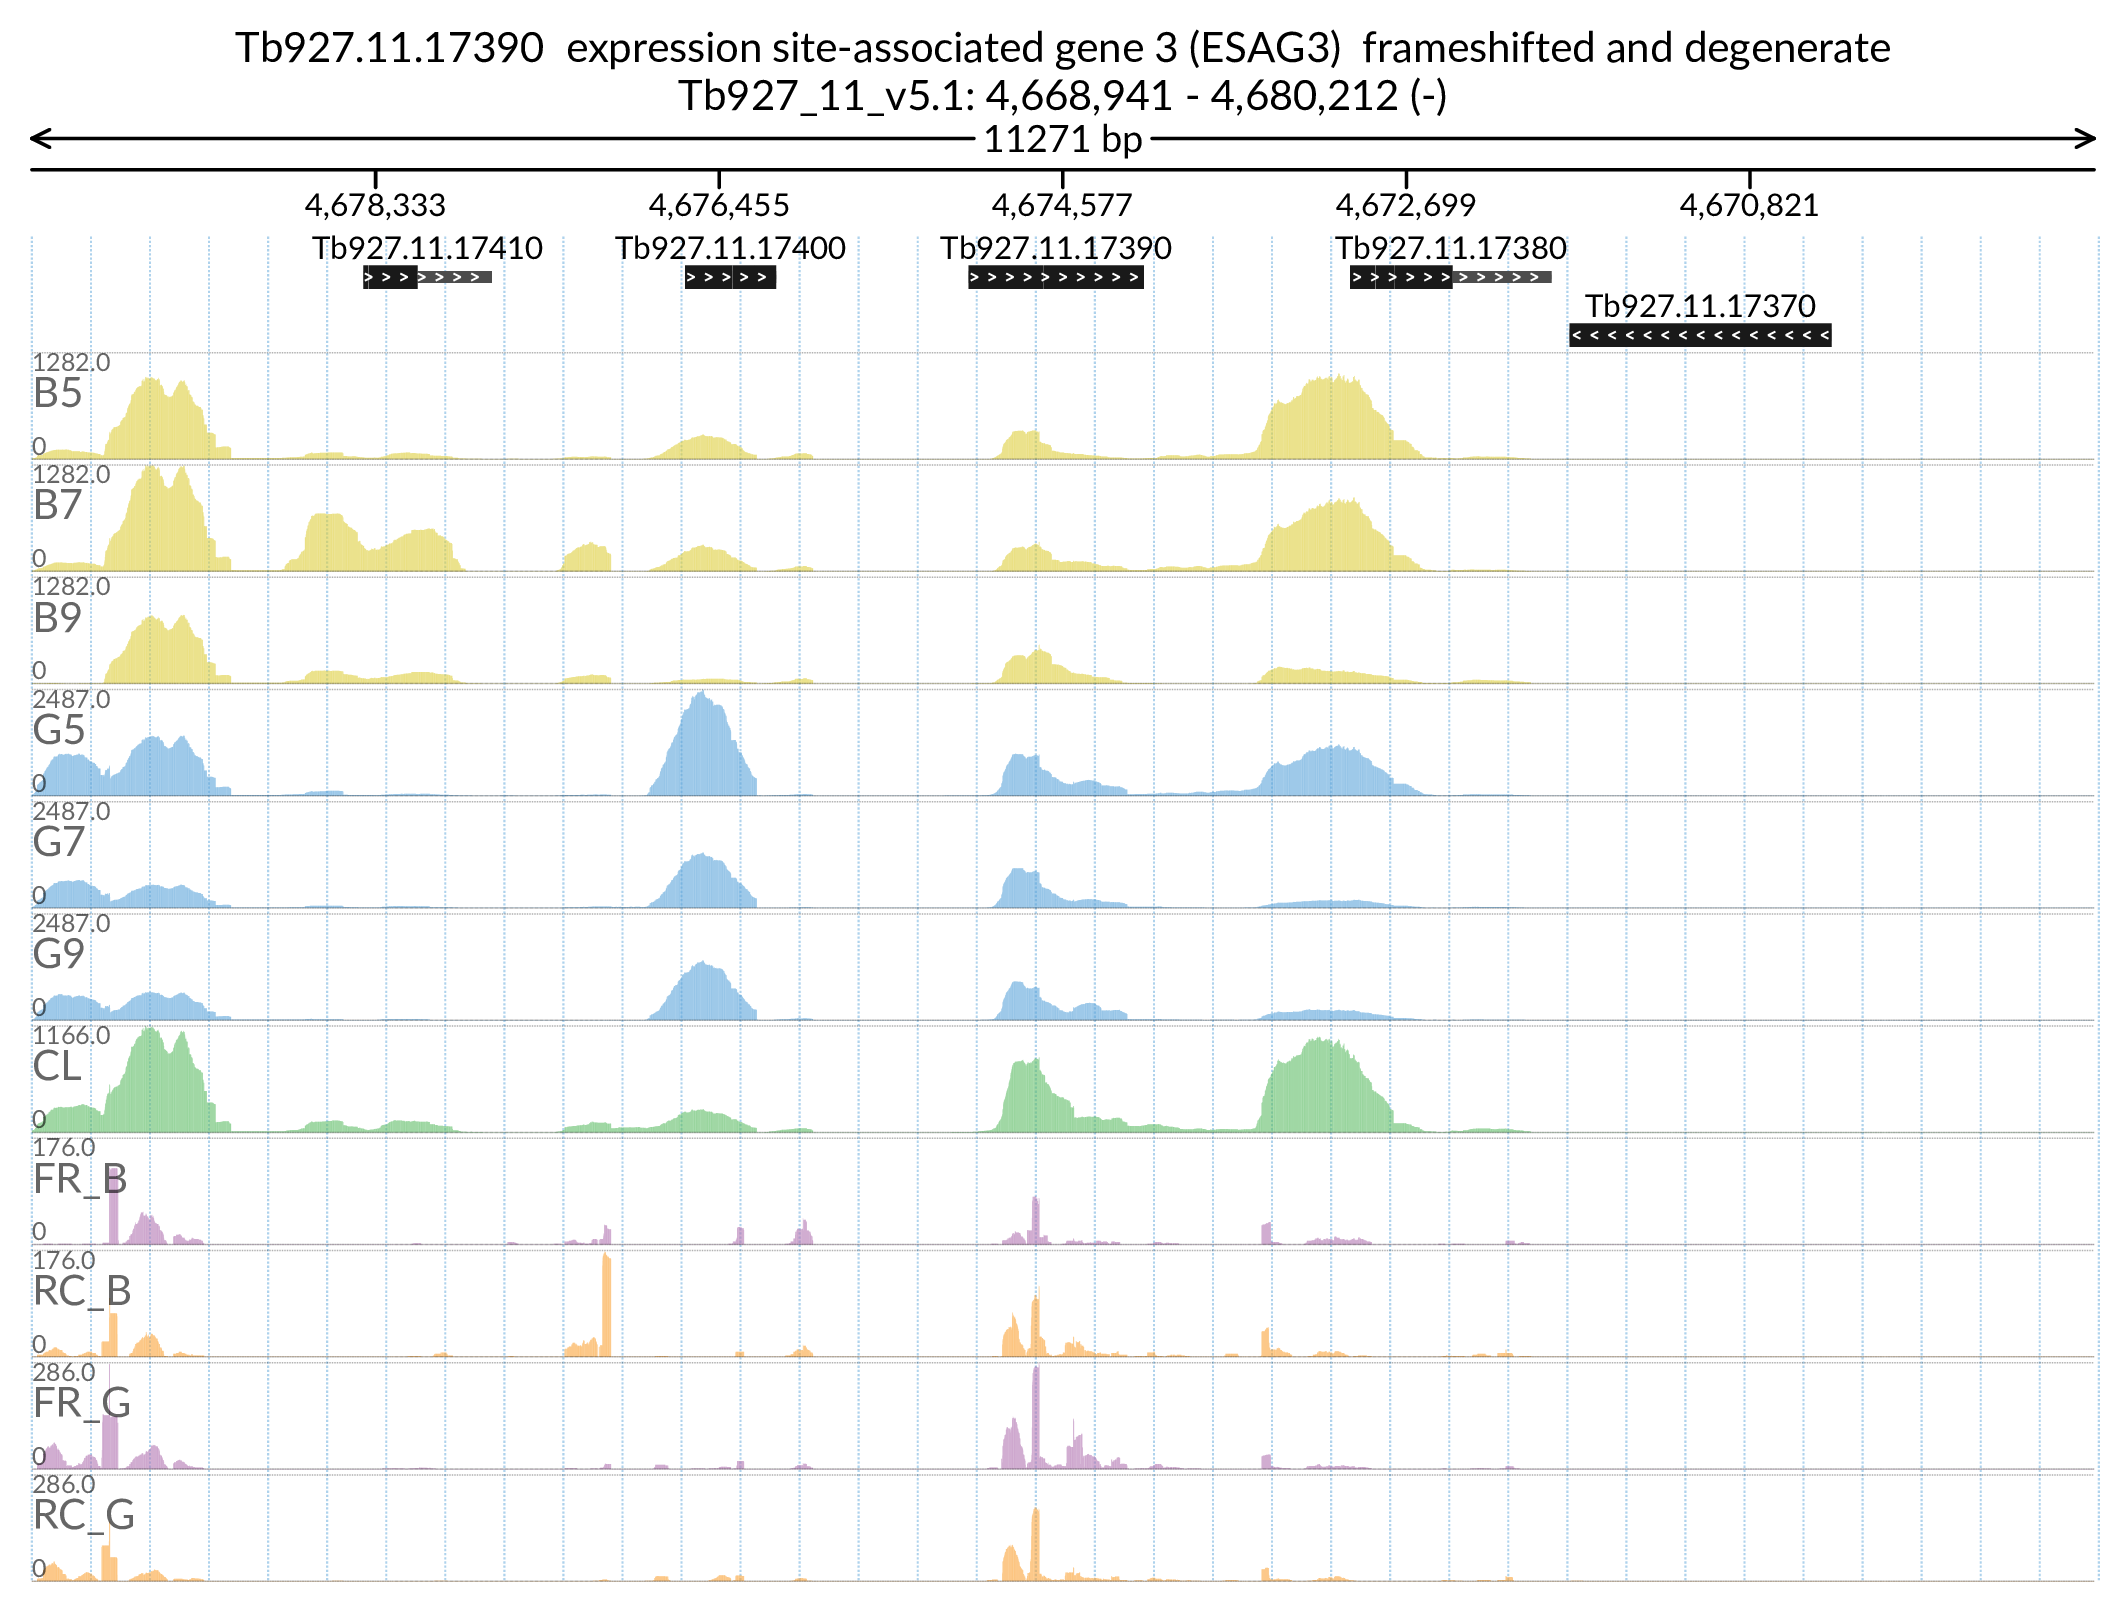 Tb927.11.17390 expression site-associated gene 3 (ESAG3) frameshifted and degenerate
Tb927_11_v5.1: 4,668,941 - 4,680,212 (-)
11271 bp
4,678,333 4,676,455 4,674,577 4,672,699 4,670,821
Tb927.11.17410 Tb927.11.17400 Tb927.11.17390 Tb927.11.17380
Tb927.11.17370
1282.0
B5
0
1282.0
B7
0
1282.0
B9
0
2487.0
G5
0
2487.0
G7
0
2487.0
G9
0
1166.0
CL
0
176.0
FR_B
0
176.0
RC_B
0
286.0
FR_G
0
286.0
RC_G
0